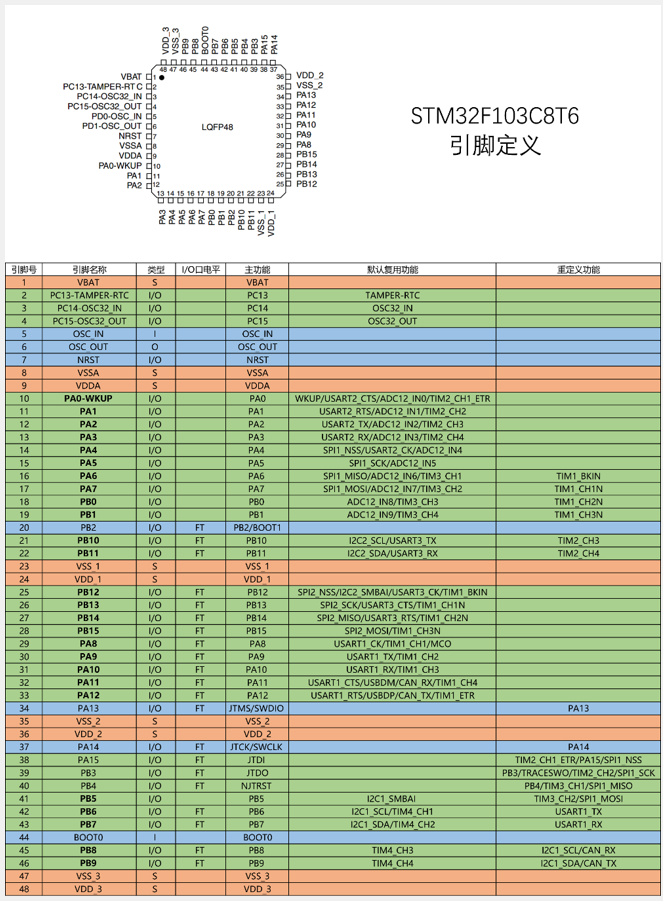 VDD_3
VSS_3
PB9
PB8
BOOT0
PB7
PB6
PB5
PB4
PB3
PA15
PA14
48 47 46 45 44 43 42 41 40 39 38 37
VBAT 1
PC13-TAMPER-RTC 2
PC14-OSC32_IN 3
PC15-OSC32_OUT 4
PD0-OSC_IN 5
PD1-OSC_OUT 6
NRST 7
VSSA 8
VDDA 9
PA0-WKUP 10
PA1 11
PA2 12
LQFP48
36 VDD_2
35 VSS_2
34 PA13
33 PA12
32 PA11
31 PA10
30 PA9
29 PA8
28 PB15
27 PB14
26 PB13
25 PB12
13 14 15 16 17 18 19 20 21 22 23 24
PA3
PA4
PA5
PA6
PA7
PB0
PB1
PB2
PB10
PB11
VSS_1
VDD_1
STM32F103C8T6
引脚定义
引脚号 引脚名称 类型 I/O口电平 主功能 默认复用功能 重定义功能
1 VBAT S VBAT
2 PC13-TAMPER-RTC I/O PC13 TAMPER-RTC
3 PC14-OSC32_IN I/O PC14 OSC32_IN
4 PC15-OSC32_OUT I/O PC15 OSC32_OUT
5 OSC_IN I OSC_IN
6 OSC_OUT O OSC_OUT
7 NRST I/O NRST
8 VSSA S VSSA
9 VDDA S VDDA
10 PA0-WKUP I/O PA0 WKUP/USART2_CTS/ADC12_IN0/TIM2_CH1_ETR
11 PA1 I/O PA1 USART2_RTS/ADC12_IN1/TIM2_CH2
12 PA2 I/O PA2 USART2_TX/ADC12_IN2/TIM2_CH3
13 PA3 I/O PA3 USART2_RX/ADC12_IN3/TIM2_CH4
14 PA4 I/O PA4 SPI1_NSS/USART2_CK/ADC12_IN4
15 PA5 I/O PA5 SPI1_SCK/ADC12_IN5
16 PA6 I/O PA6 SPI1_MISO/ADC12_IN6/TIM3_CH1 TIM1_BKIN
17 PA7 I/O PA7 SPI1_MOSI/ADC12_IN7/TIM3_CH2 TIM1_CH1N
18 PB0 I/O PB0 ADC12_IN8/TIM3_CH3 TIM1_CH2N
19 PB1 I/O PB1 ADC12_IN9/TIM3_CH4 TIM1_CH3N
20 PB2 I/O FT PB2/BOOT1
21 PB10 I/O FT PB10 I2C2_SCL/USART3_TX TIM2_CH3
22 PB11 I/O FT PB11 I2C2_SDA/USART3_RX TIM2_CH4
23 VSS_1 S VSS_1
24 VDD_1 S VDD_1
25 PB12 I/O FT PB12 SPI2_NSS/I2C2_SMBAI/USART3_CK/TIM1_BKIN
26 PB13 I/O FT PB13 SPI2_SCK/USART3_CTS/TIM1_CH1N
27 PB14 I/O FT PB14 SPI2_MISO/USART3_RTS/TIM1_CH2N
28 PB15 I/O FT PB15 SPI2_MOSI/TIM1_CH3N
29 PA8 I/O FT PA8 USART1_CK/TIM1_CH1/MCO
30 PA9 I/O FT PA9 USART1_TX/TIM1_CH2
31 PA10 I/O FT PA10 USART1_RX/TIM1_CH3
32 PA11 I/O FT PA11 USART1_CTS/USBDM/CAN_RX/TIM1_CH4
33 PA12 I/O FT PA12 USART1_RTS/USBDP/CAN_TX/TIM1_ETR
34 PA13 I/O FT JTMS/SWDIO PA13
35 VSS_2 S VSS_2
36 VDD_2 S VDD_2
37 PA14 I/O FT JTCK/SWCLK PA14
38 PA15 I/O FT JTDI TIM2_CH1_ETR/PA15/SPI1_NSS
39 PB3 I/O FT JTDO PB3/TRACESWO/TIM2_CH2/SPI1_SCK
40 PB4 I/O FT NJTRST PB4/TIM3_CH1/SPI1_MISO
41 PB5 I/O PB5 I2C1_SMBAI TIM3_CH2/SPI1_MOSI
42 PB6 I/O FT PB6 I2C1_SCL/TIM4_CH1 USART1_TX
43 PB7 I/O FT PB7 I2C1_SDA/TIM4_CH2 USART1_RX
44 BOOT0 I BOOT0
45 PB8 I/O FT PB8 TIM4_CH3 I2C1_SCL/CAN_RX
46 PB9 I/O FT PB9 TIM4_CH4 I2C1_SDA/CAN_TX
47 VSS_3 S VSS_3
48 VDD_3 S VDD_3